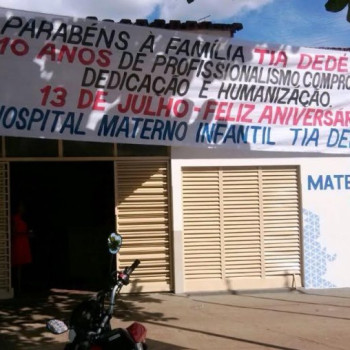 PARABÉNS À FAMÍLIA TIA DEDÉ
10 ANOS DE PROFISSIONALISMO, COMPRO
DEDICAÇÃO E HUMANIZAÇÃO.
13 DE JULHO - FELIZ ANIVERSAR
HOSPITAL MATERNO INFANTIL TIA DE
MATE